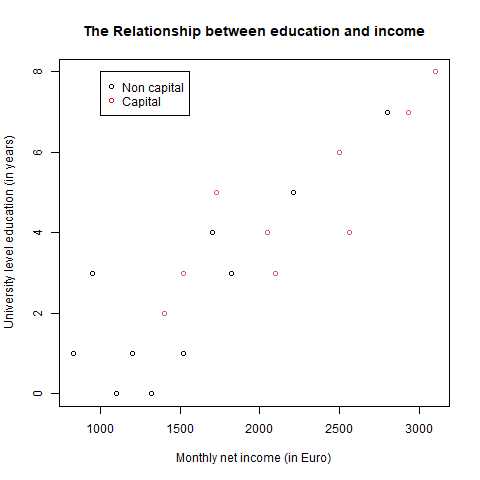 The Relationship between education and income
Non capital
Capital
University level education (in years)
8
6
4
2
0
1000 1500 2000 2500 3000
Monthly net income (in Euro)